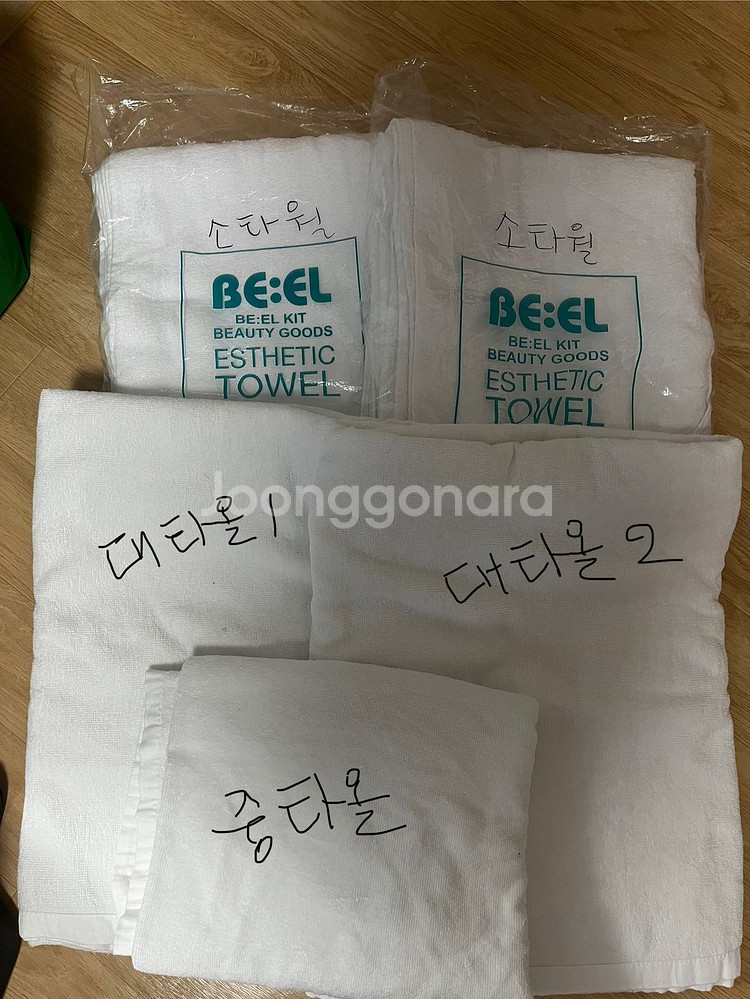 소타월
BE:EL
BE:EL KIT
BEAUTY GOODS
ESTHETIC
TOWEL
소타월
BE:EL
BE:EL KIT
BEAUTY GOODS
ESTHETIC
TOWEL
Joonggonara
대타올1
대타올2
중타올